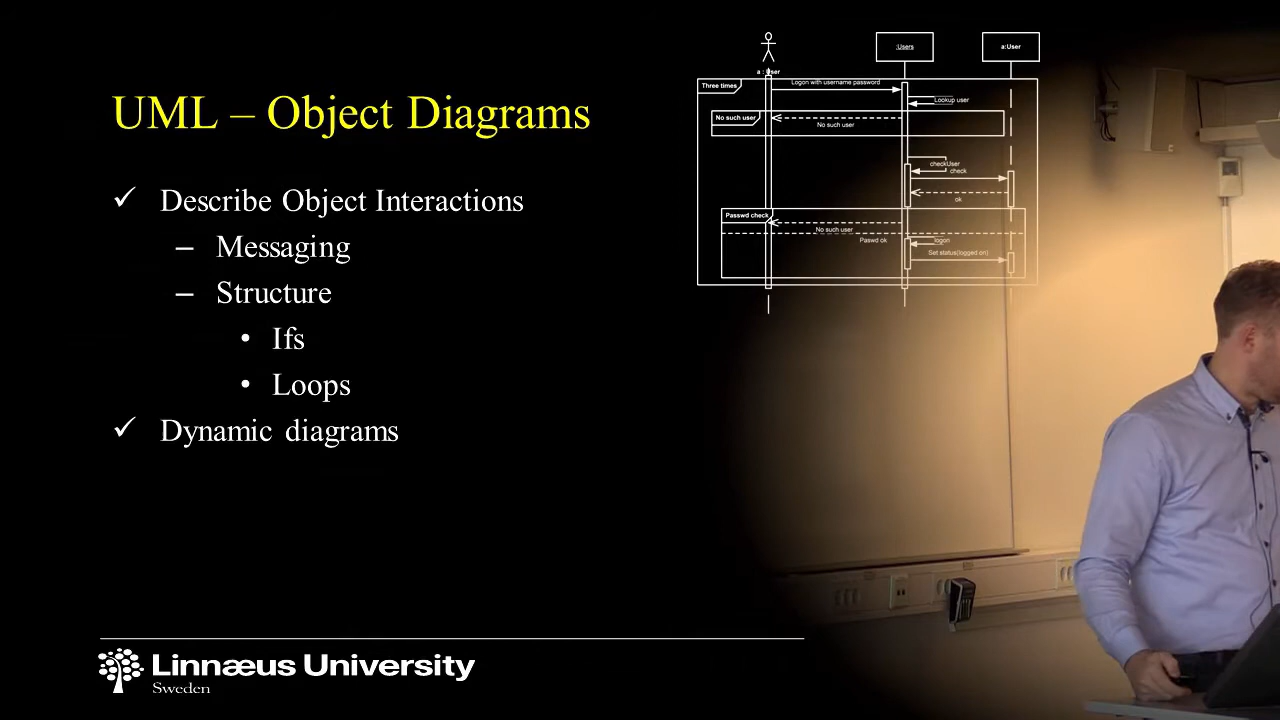 UML – Object Diagrams
✓ Describe Object Interactions
– Messaging
– Structure
• Ifs
• Loops
✓ Dynamic diagrams
:Users
a:User
a : User
Three times
Logon with username password
Lookup user
No such user
No such user
checkUser
check
ok
Passwd check
No such user
Paswd ok
logon
Set status(logged on)
Linnæus University
Sweden